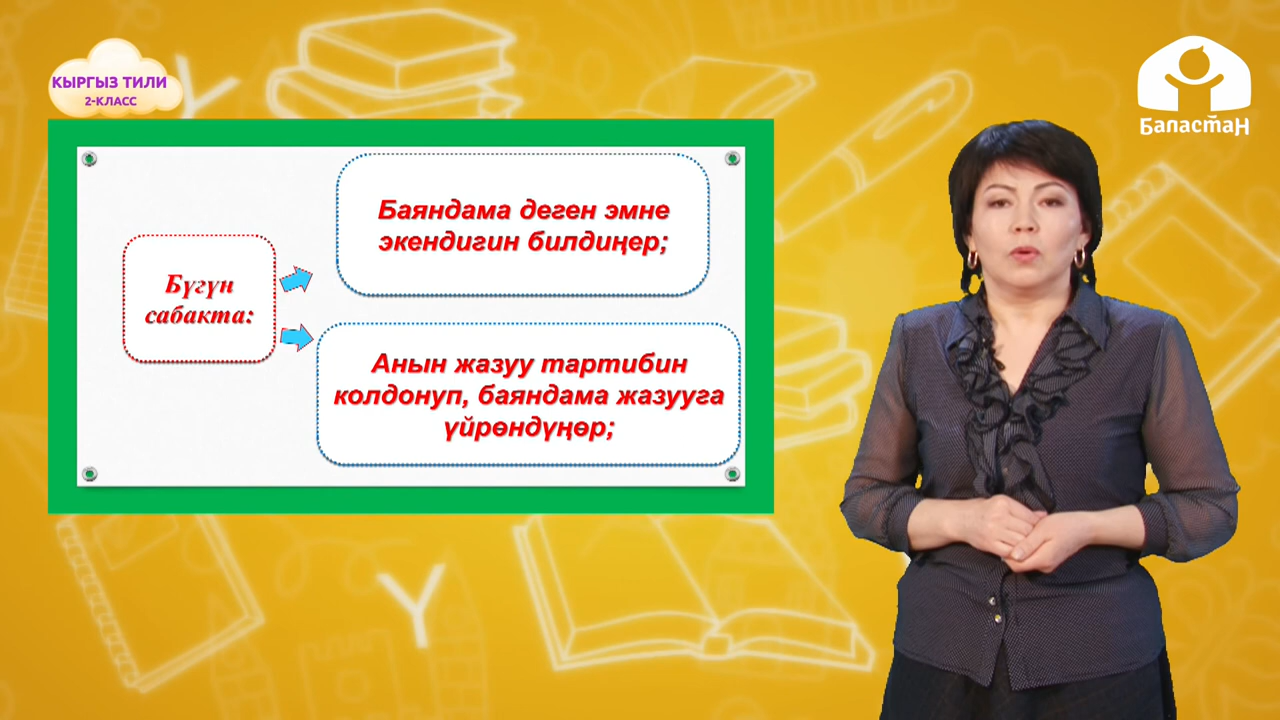 КЫРГЫЗ ТИЛИ
2-КЛАСС
Баластан
Баяндама деген эмне
экендигин билдиңер;
Бүгүн
сабакта:
Анын жазуу тартибин
колдонуп, баяндама жазууга
үйрөндүңөр;